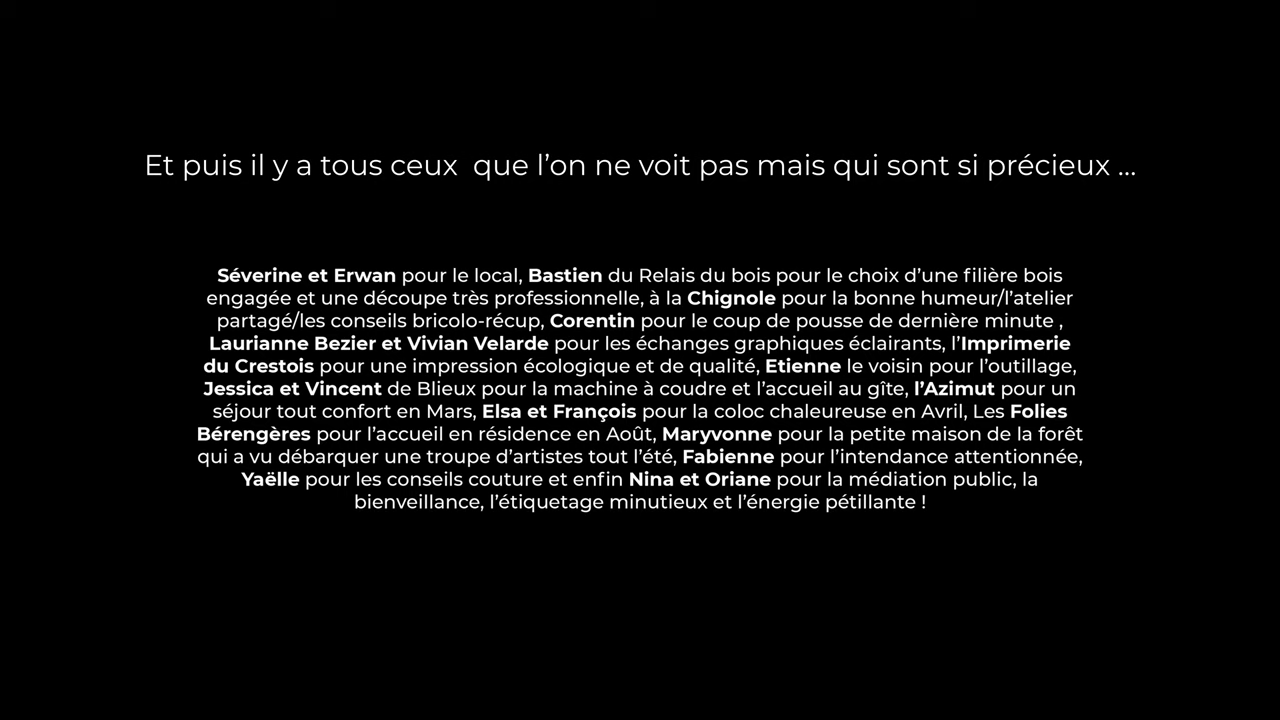 Et puis il y a tous ceux  que l’on ne voit pas mais qui sont si précieux ...
Séverine et Erwan pour le local, Bastien du Relais du bois pour le choix d’une filière bois
engagée et une découpe très professionnelle, à la Chignole pour la bonne humeur/l’atelier
partagé/les conseils bricolo-récup, Corentin pour le coup de pousse de dernière minute ,
Laurianne Bezier et Vivian Velarde pour les échanges graphiques éclairants, l’Imprimerie
du Crestois pour une impression écologique et de qualité, Etienne le voisin pour l’outillage,
Jessica et Vincent de Blieux pour la machine à coudre et l’accueil au gîte, l’Azimut pour un
séjour tout confort en Mars, Elsa et François pour la coloc chaleureuse en Avril, Les Folies
Bérengères pour l’accueil en résidence en Août, Maryvonne pour la petite maison de la forêt
qui a vu débarquer une troupe d’artistes tout l’été, Fabienne pour l’intendance attentionnée,
Yaëlle pour les conseils couture et enfin Nina et Oriane pour la médiation public, la
bienveillance, l’étiquetage minutieux et l’énergie pétillante !